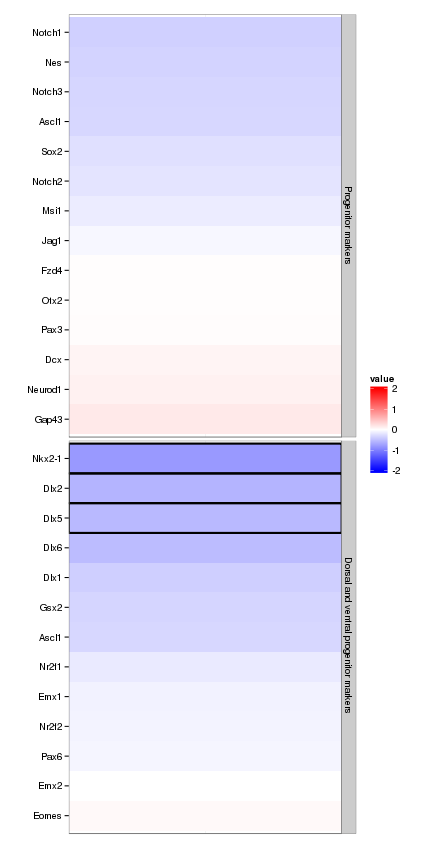 Notch1
Nes
Notch3
Ascl1
Sox2
Notch2
Msi1
Jag1
Fzd4
Otx2
Pax3
Dcx
Neurod1
Gap43
Progenitor markers
Nkx2-1
Dlx2
Dlx5
Dlx6
Dlx1
Gsx2
Ascl1
Nr2f1
Emx1
Nr2f2
Pax6
Emx2
Eomes
Dorsal and ventral progenitor markers
value
2
1
0
-1
-2